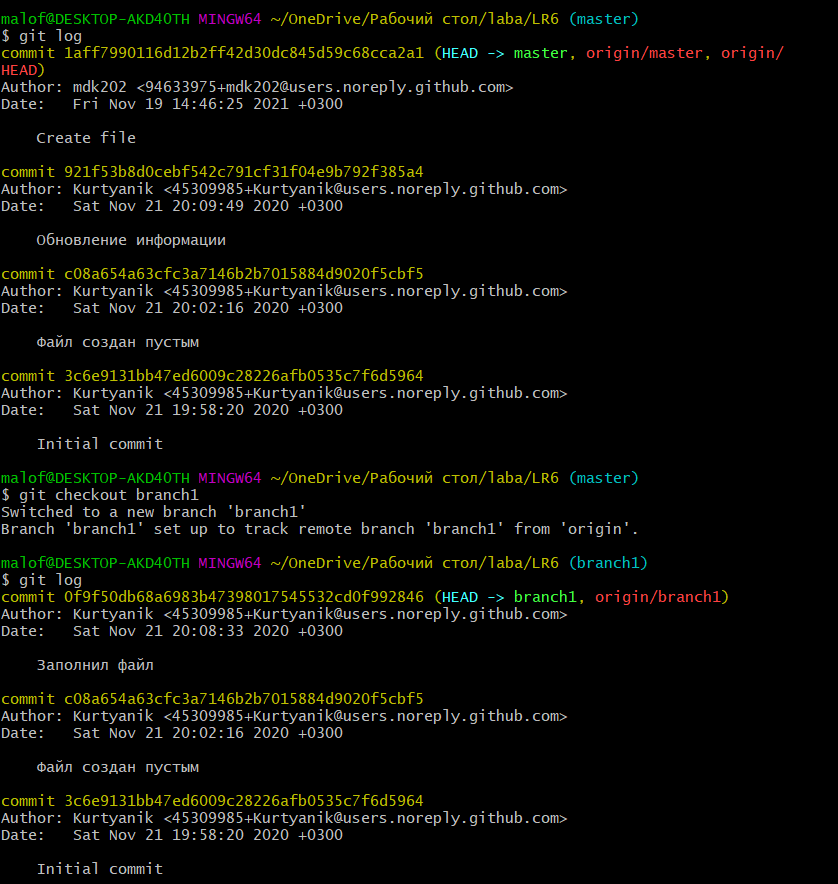 malof@DESKTOP-AKD4OTH MINGW64 ~/OneDrive/Рабочий стол/laba/LR6 (master)
$ git log
commit 1aff7990116d12b2ff42d30dc845d59c68cca2a1 (HEAD -> master, origin/master, origin/
HEAD)
Author: mdk202 <94633975+mdk202@users.noreply.github.com>
Date:   Fri Nov 19 14:46:25 2021 +0300
    Create file
commit 921f53b8d0cebf542c791cf31f04e9b792f385a4
Author: Kurtyanik <45309985+Kurtyanik@users.noreply.github.com>
Date:   Sat Nov 21 20:09:49 2020 +0300
    Обновление информации
commit c08a654a63cfc3a7146b2b7015884d9020f5cbf5
Author: Kurtyanik <45309985+Kurtyanik@users.noreply.github.com>
Date:   Sat Nov 21 20:02:16 2020 +0300
    Файл создан пустым
commit 3c6e9131bb47ed6009c28226afb0535c7f6d5964
Author: Kurtyanik <45309985+Kurtyanik@users.noreply.github.com>
Date:   Sat Nov 21 19:58:20 2020 +0300
    Initial commit
malof@DESKTOP-AKD4OTH MINGW64 ~/OneDrive/Рабочий стол/laba/LR6 (master)
$ git checkout branch1
Switched to a new branch 'branch1'
Branch 'branch1' set up to track remote branch 'branch1' from 'origin'.
malof@DESKTOP-AKD4OTH MINGW64 ~/OneDrive/Рабочий стол/laba/LR6 (branch1)
$ git log
commit 0f9f50db68a6983b47398017545532cd0f992846 (HEAD -> branch1, origin/branch1)
Author: Kurtyanik <45309985+Kurtyanik@users.noreply.github.com>
Date:   Sat Nov 21 20:08:33 2020 +0300
    Заполнил файл
commit c08a654a63cfc3a7146b2b7015884d9020f5cbf5
Author: Kurtyanik <45309985+Kurtyanik@users.noreply.github.com>
Date:   Sat Nov 21 20:02:16 2020 +0300
    Файл создан пустым
commit 3c6e9131bb47ed6009c28226afb0535c7f6d5964
Author: Kurtyanik <45309985+Kurtyanik@users.noreply.github.com>
Date:   Sat Nov 21 19:58:20 2020 +0300
    Initial commit